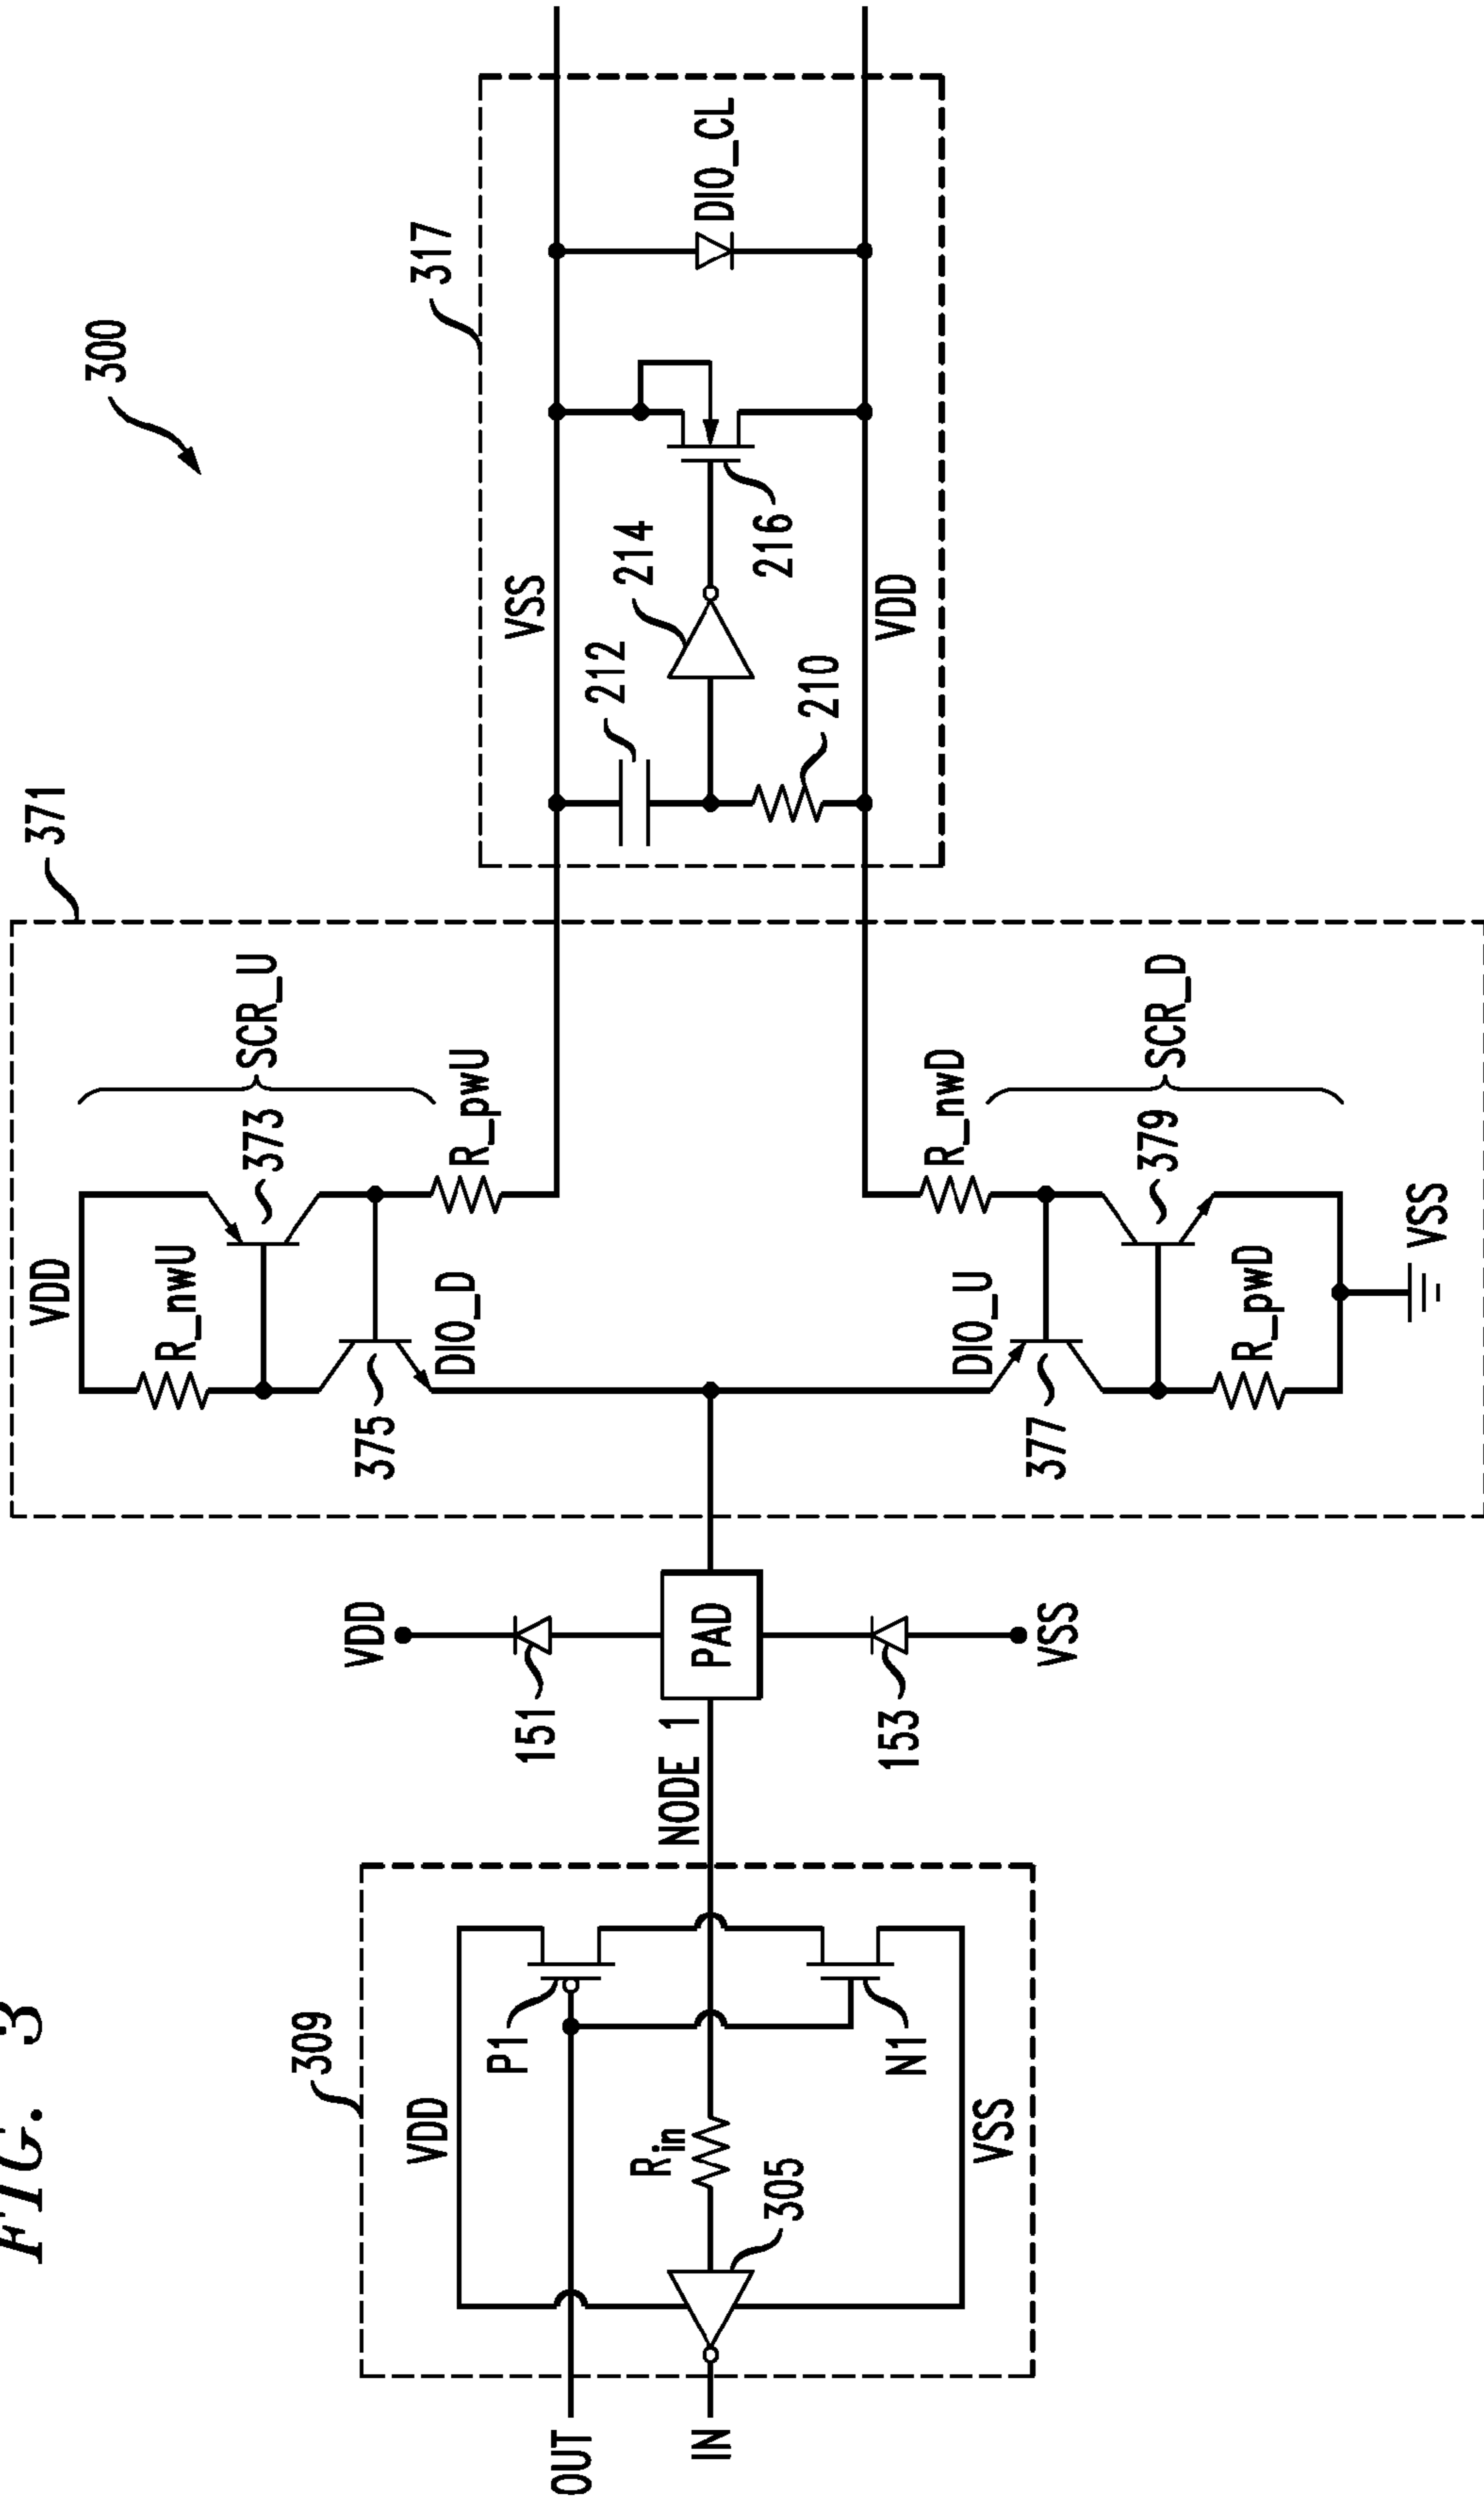 FIG. 3
300
371
VDD
R_nwU
373
SCR_U
375
DIO_D
R_pwU
317
VSS
212
214
216
210
VDD
DIO_CL
DIO_U
R_nwD
377
379
SCR_D
R_pwD
VSS
VDD
151
PAD
NODE 1
153
VSS
309
VDD
P1
Rin
305
N1
VSS
OUT
IN